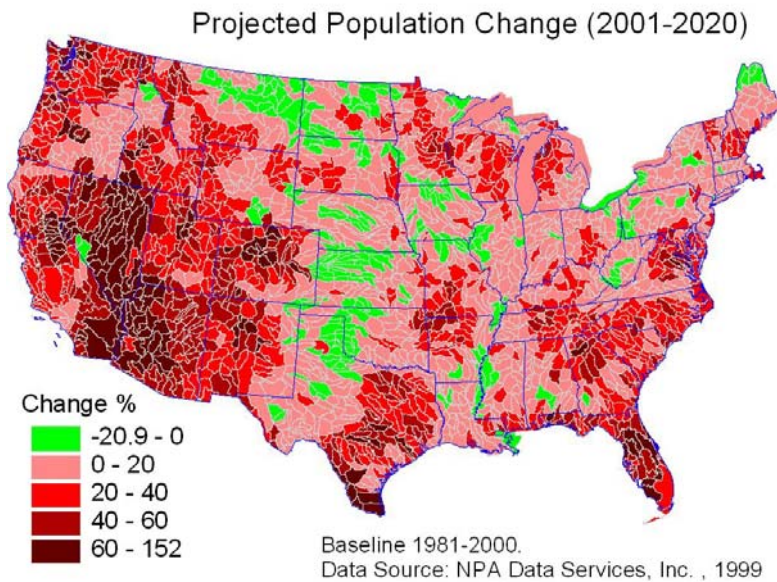 Projected Population Change (2001-2020)
Change %
-20.9 - 0
0 - 20
20 - 40
40 - 60
60 - 152
Baseline 1981-2000.
Data Source: NPA Data Services, Inc. , 1999